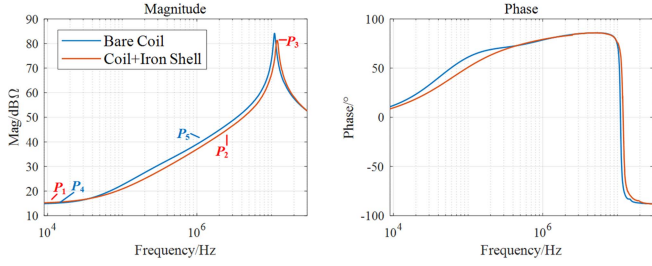 Magnitude
90
80
70
60
50
40
30
20
10
Mag/dBΩ
Bare Coil
Coil+Iron Shell
P1
P4
P5
P2
P3
10^4
10^6
Frequency/Hz
Phase
100
50
0
-50
-100
Phase/°
10^4
10^6
Frequency/Hz